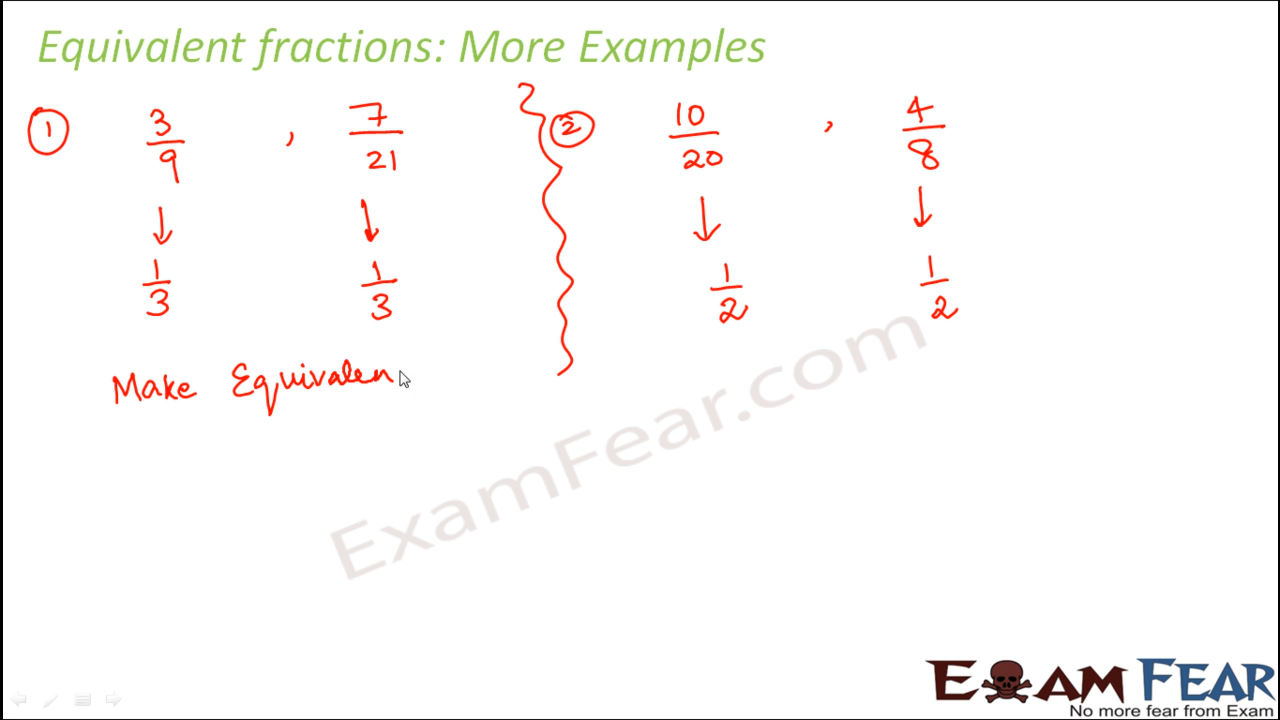 Equivalent fractions: More Examples
① 3/9 , 7/21
↓ ↓
1/3 1/3
② 10/20 , 4/8
↓ ↓
1/2 1/2
Make Equivalen
ExamFear.com
EXAM FEAR
No more fear from Exam